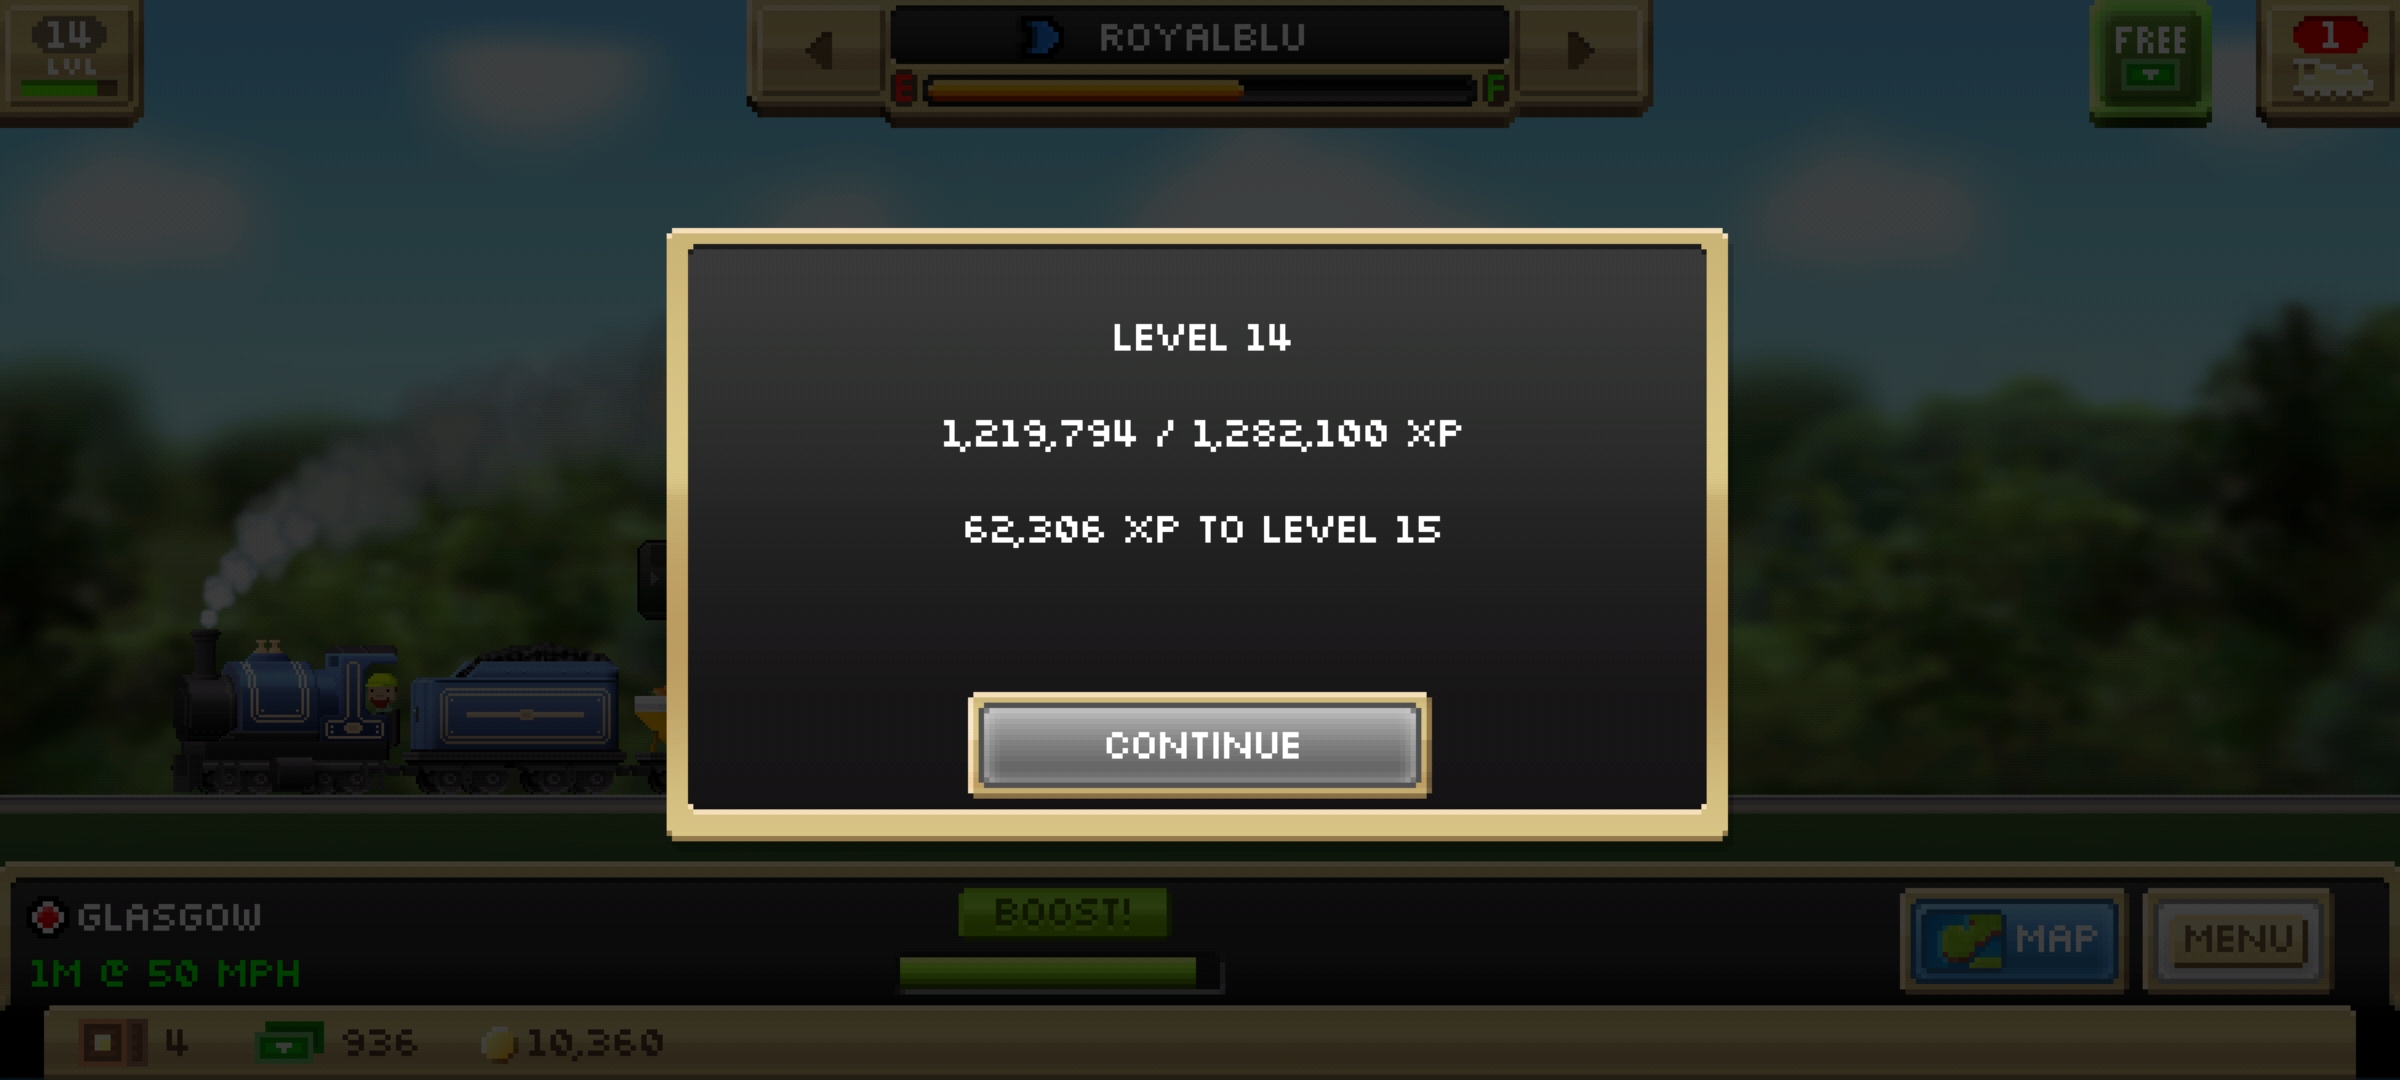 14
LVL
ROYALBLU
E F
FREE
1
LEVEL 14
1,219,794 / 1,282,100 XP
62,306 XP TO LEVEL 15
CONTINUE
GLASGOW
1M @ 50 MPH
BOOST!
MAP
MENU
4 936 10,360